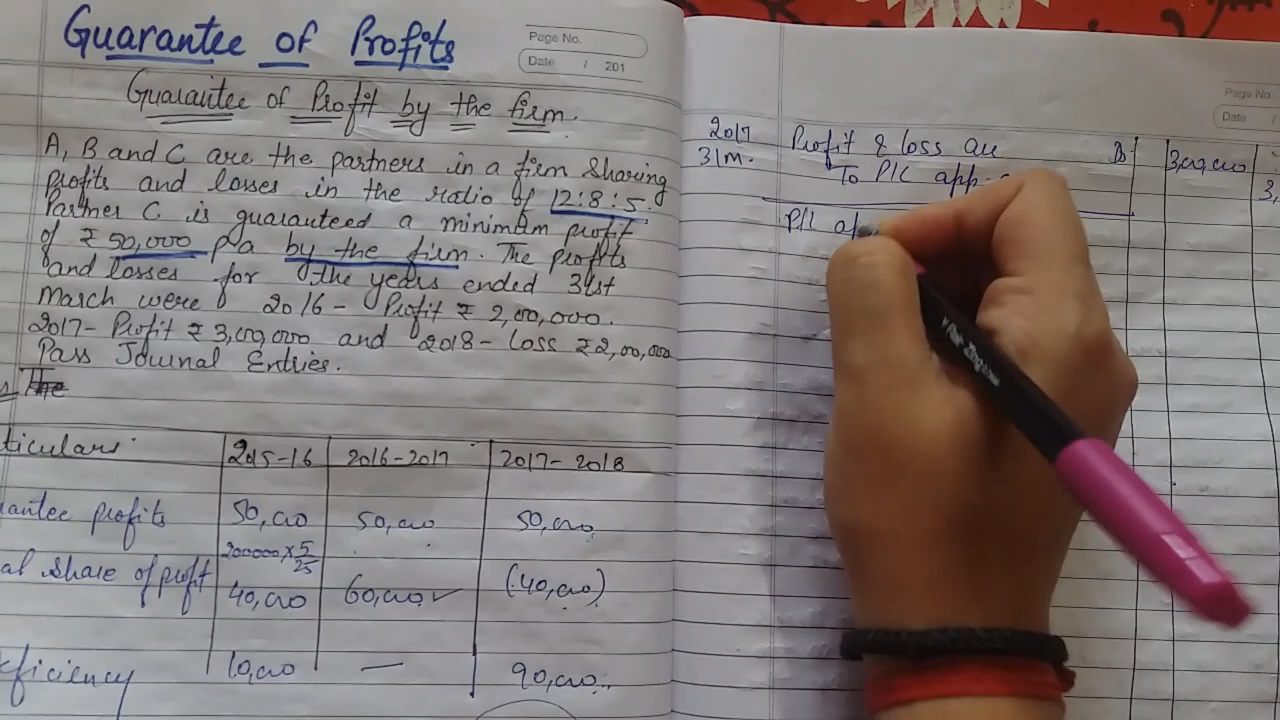 Guarantee of Profits
Page No.
Date / 201
Guarantee of Profit by the firm.
A, B and C are the partners in a firm sharing
profits and losses in the ratio of 12:8:5.
Partner C is guaranteed a minimum profit
of ₹ 50,000 p.a by the firm. The profits
and losses for the years ended 31st
March were 2016 - Profit ₹ 2,00,000.
2017 - Profit ₹ 3,00,000 and 2018 - Loss ₹2,00,000
Pass Journal Entries.
The
ticulars 2015-16 2016-2017 2017-2018
antee profits 50,000 50,000 50,000
200000 × 5/25
al share of profit 40,000 60,000 (40,000)
ficiency 10,000 — 90,000
Page No
Date /
2017 Profit & loss a/c Dr 3,00,000
31 M. To P/L app. 3,
P/L ap